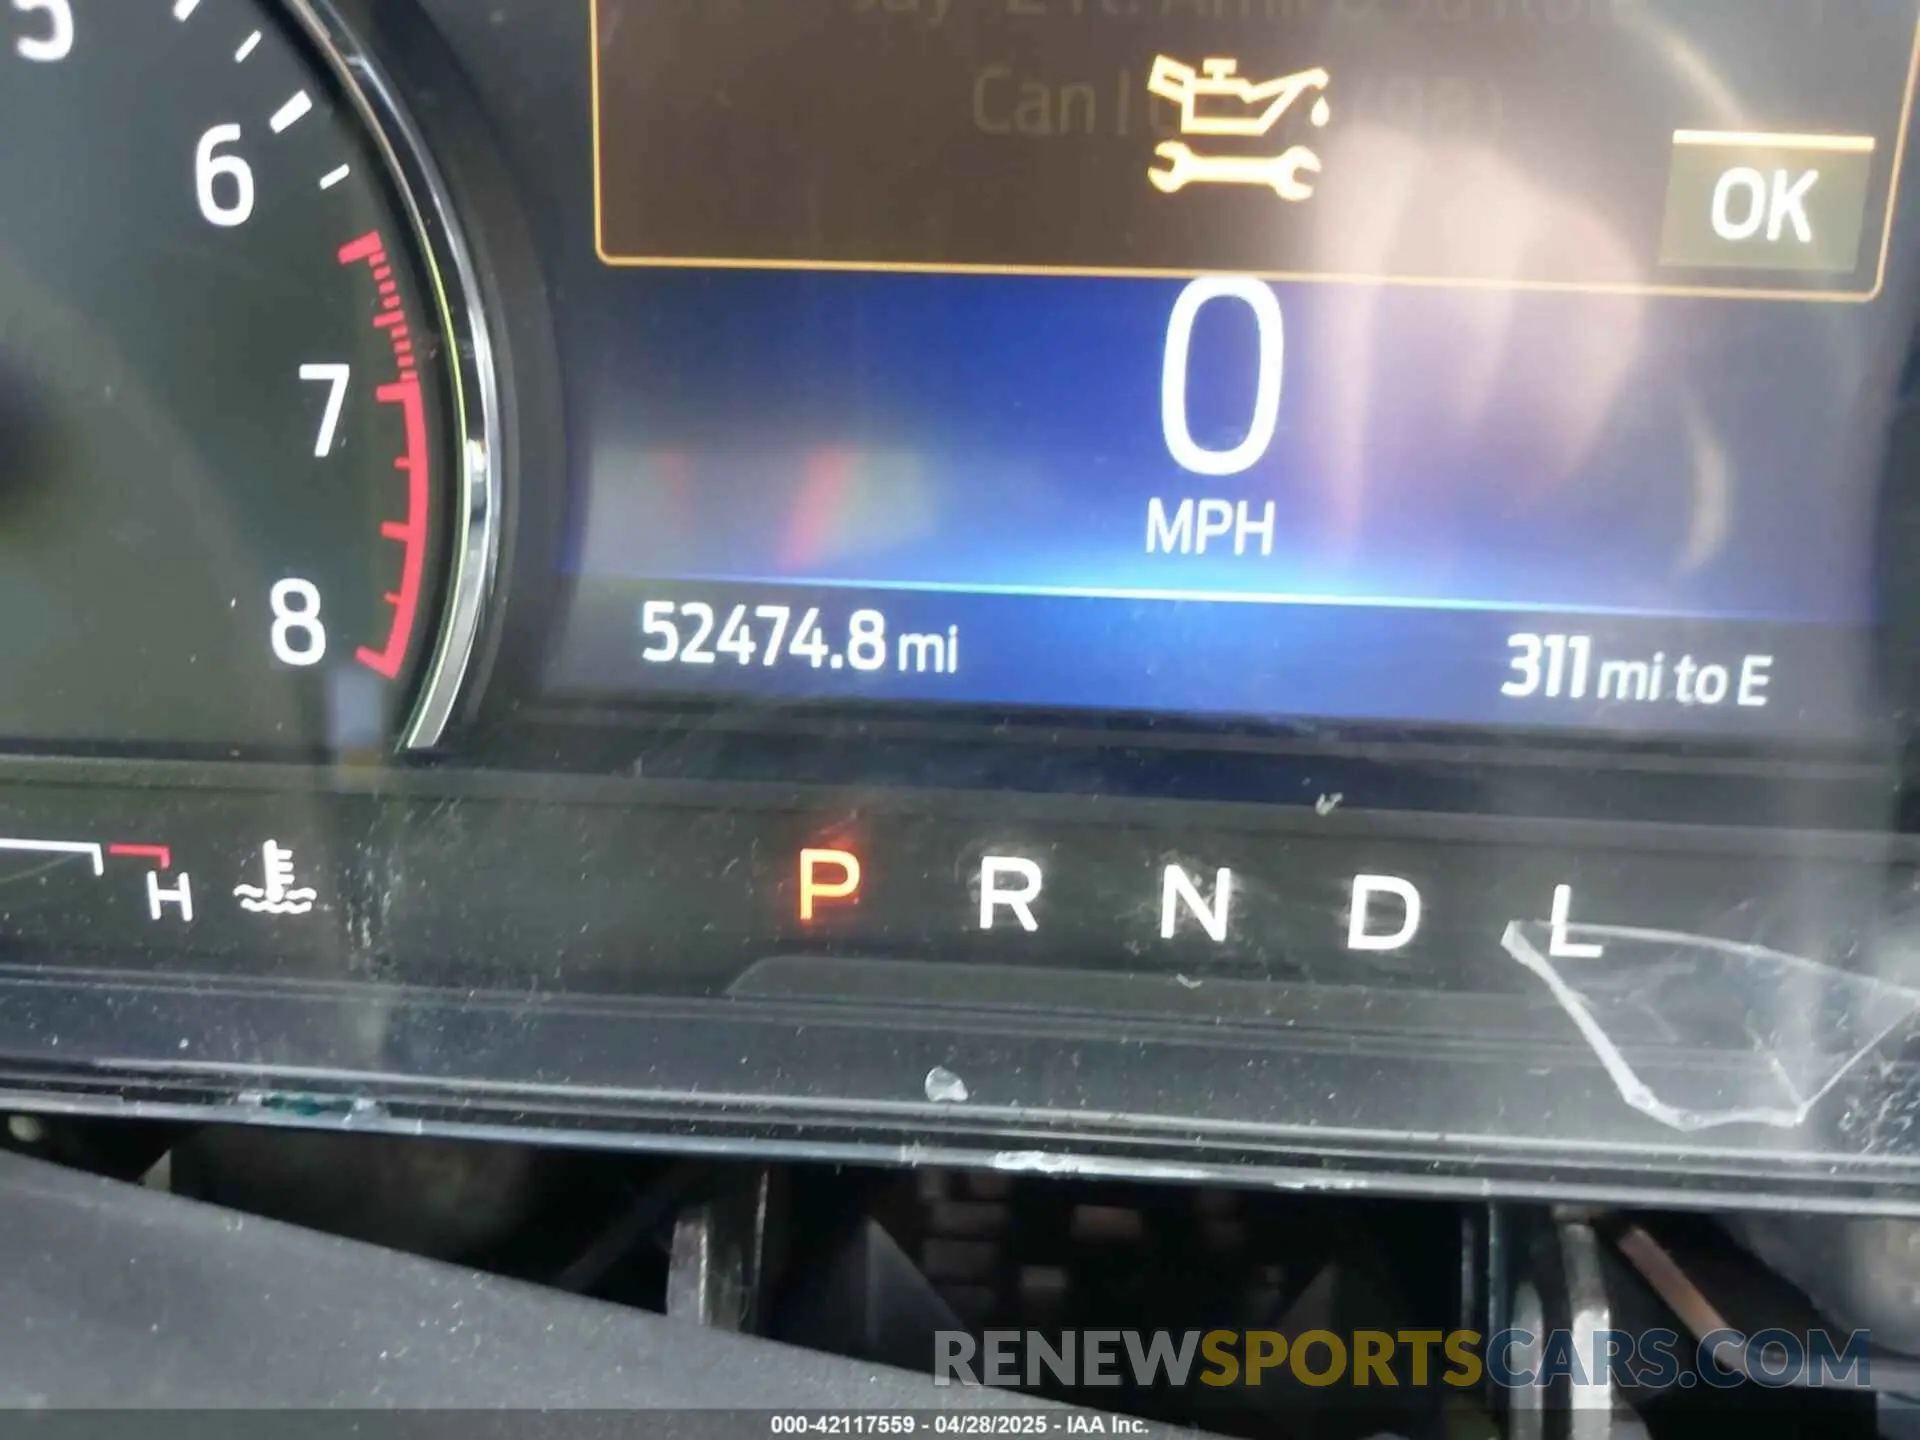 5
6
7
8
H
Can I
OK
0
MPH
52474.8 mi
311 mi to E
P R N D L
RENEWSPORTSCARS.COM
000-42117559 - 04/28/2025 - IAA Inc.